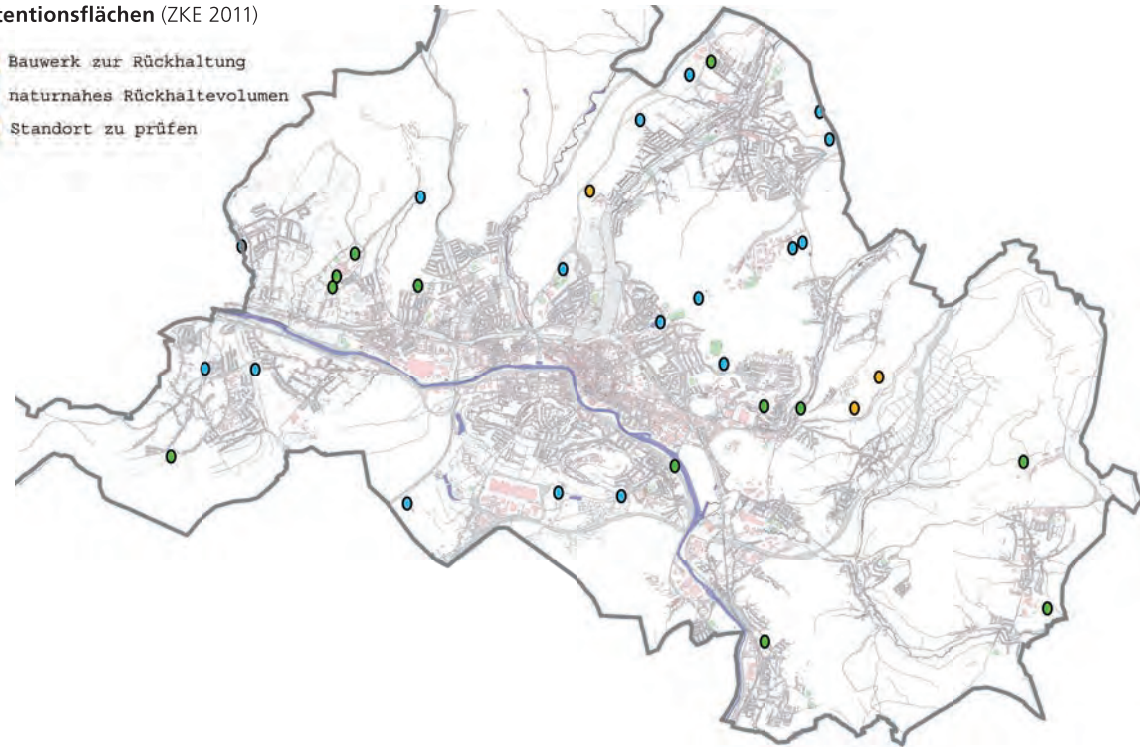 tentionsflächen (ZKE 2011)
Bauwerk zur Rückhaltung
naturnahes Rückhaltevolumen
Standort zu prüfen